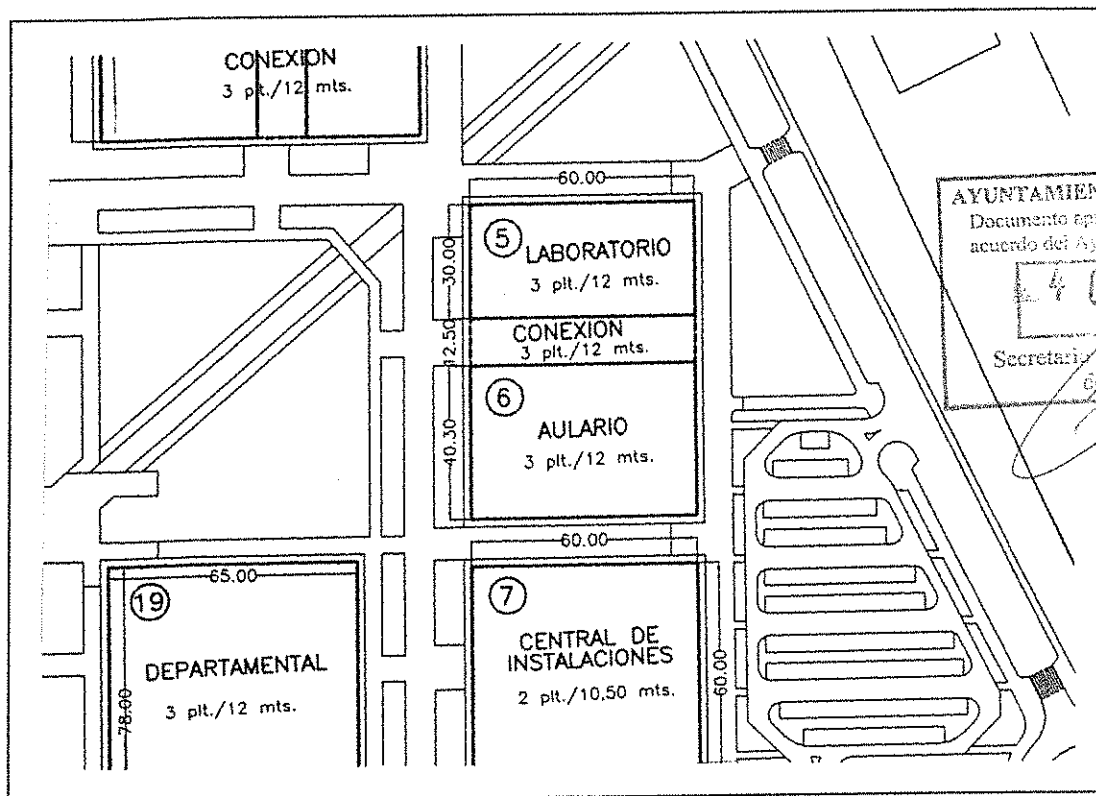 CONEXION
3 plt./12 mts.
60.00
5
LABORATORIO
3 plt./12 mts.
30.00
CONEXION
3 plt./12 mts.
12.50
6
AULARIO
3 plt./12 mts.
40.30
60.00
65.00
19
DEPARTAMENTAL
3 plt./12 mts.
78.00
7
CENTRAL DE
INSTALACIONES
2 plt./10,50 mts.
60.00
AYUNTAMIEN
Documento apr
acuerdo del Ay
4
Secretari